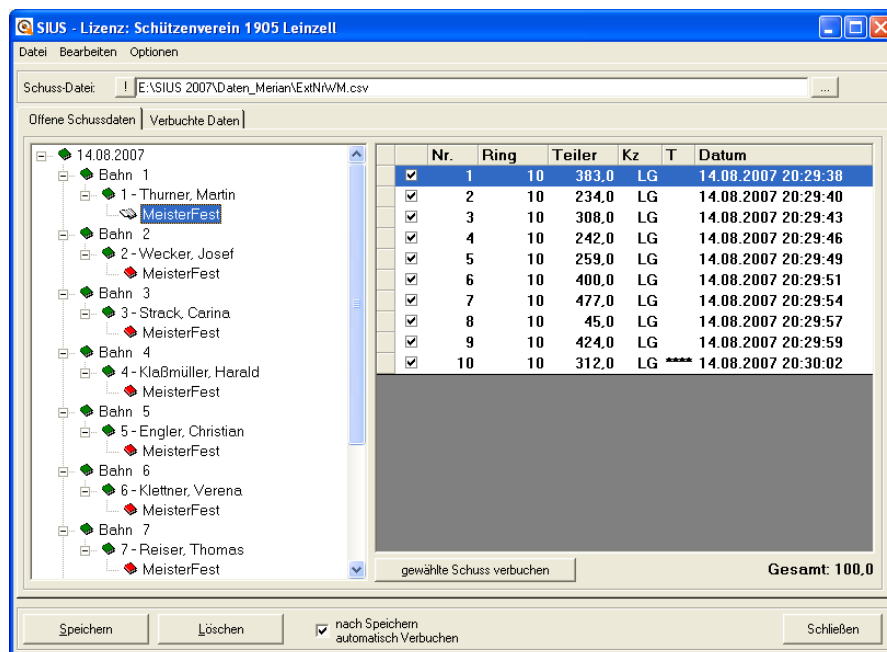 SIUS - Lizenz: Schützenverein 1905 Leinzell
Datei Bearbeiten Optionen
Schuss-Datei: ! E:\SIUS 2007\Daten_Merian\ExtNrWM.csv ...
Offene Schussdaten Verbuchte Daten
14.08.2007
Bahn 1
1 - Thurner, Martin
MeisterFest
Bahn 2
2 - Wecker, Josef
MeisterFest
Bahn 3
3 - Strack, Carina
MeisterFest
Bahn 4
4 - Klaßmüller, Harald
MeisterFest
Bahn 5
5 - Engler, Christian
MeisterFest
Bahn 6
6 - Klettner, Verena
MeisterFest
Bahn 7
7 - Reiser, Thomas
MeisterFest
Nr. Ring Teiler Kz T Datum
1 10 383,0 LG 14.08.2007 20:29:38
2 10 234,0 LG 14.08.2007 20:29:40
3 10 308,0 LG 14.08.2007 20:29:43
4 10 242,0 LG 14.08.2007 20:29:46
5 10 259,0 LG 14.08.2007 20:29:49
6 10 400,0 LG 14.08.2007 20:29:51
7 10 477,0 LG 14.08.2007 20:29:54
8 10 45,0 LG 14.08.2007 20:29:57
9 10 424,0 LG 14.08.2007 20:29:59
10 10 312,0 LG **** 14.08.2007 20:30:02
gewählte Schuss verbuchen Gesamt: 100,0
Speichern Löschen nach Speichern
automatisch Verbuchen
Schließen